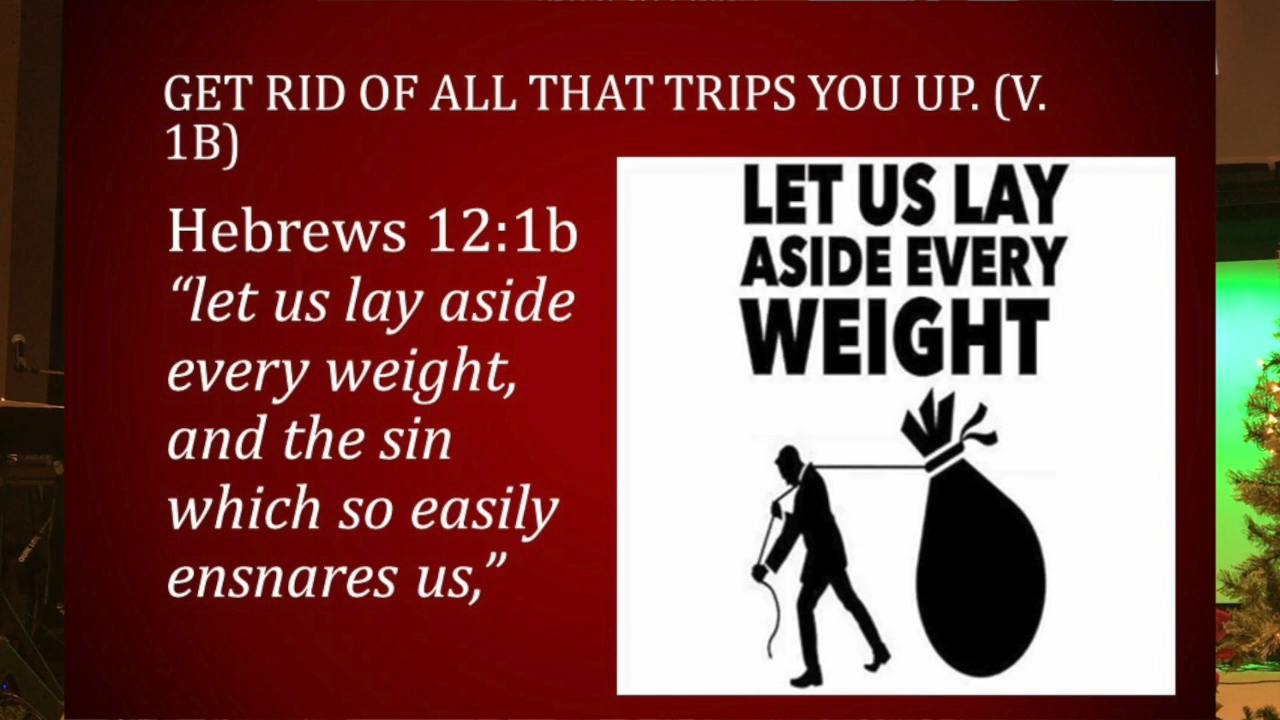 GET RID OF ALL THAT TRIPS YOU UP. (V.
1B)
Hebrews 12:1b
“let us lay aside
every weight,
and the sin
which so easily
ensnares us,”
LET US LAY
ASIDE EVERY
WEIGHT